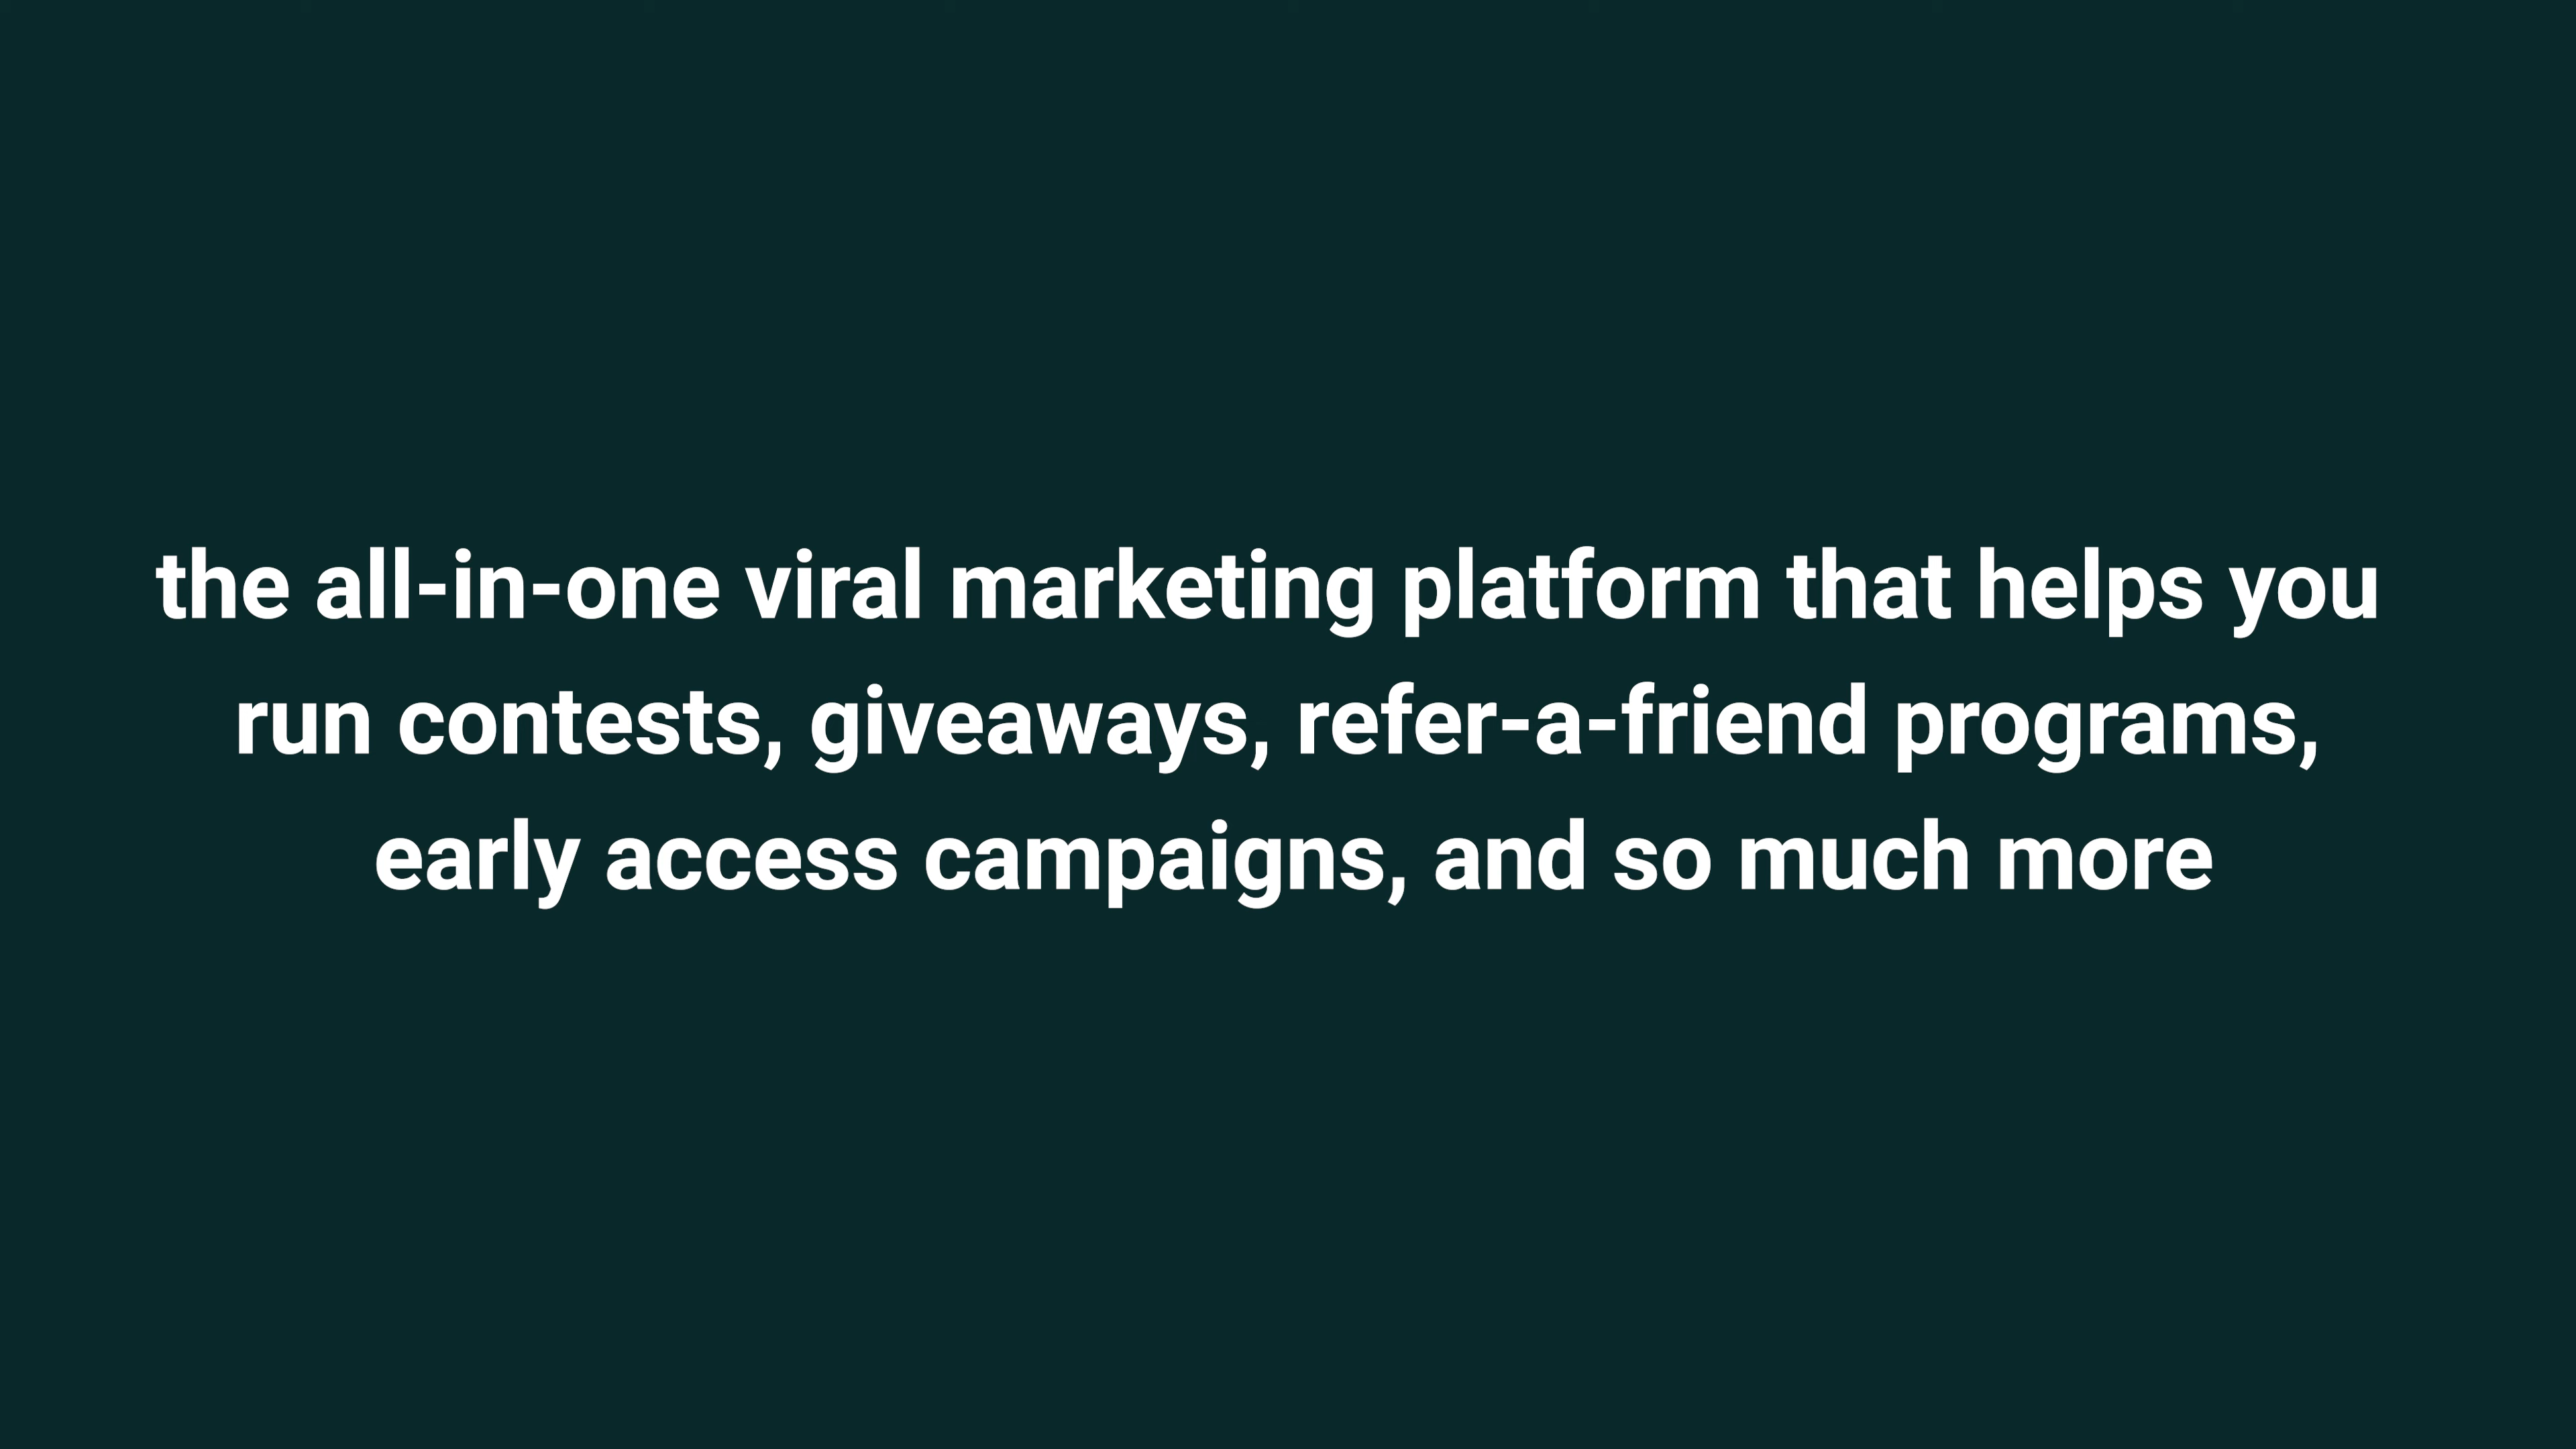 the all-in-one viral marketing platform that helps you
run contests, giveaways, refer-a-friend programs,
early access campaigns, and so much more